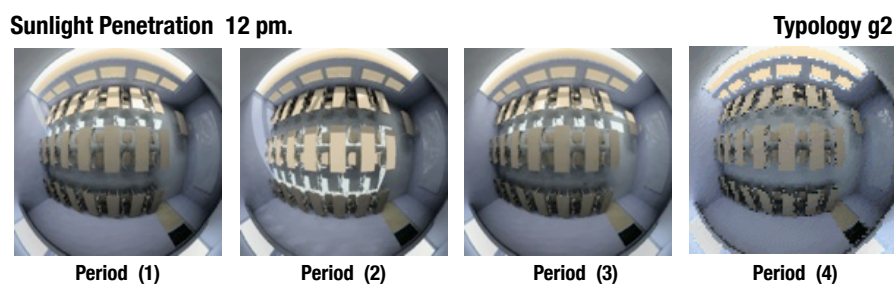 Sunlight Penetration 12 pm. Typology g2
Period (1) Period (2) Period (3) Period (4)